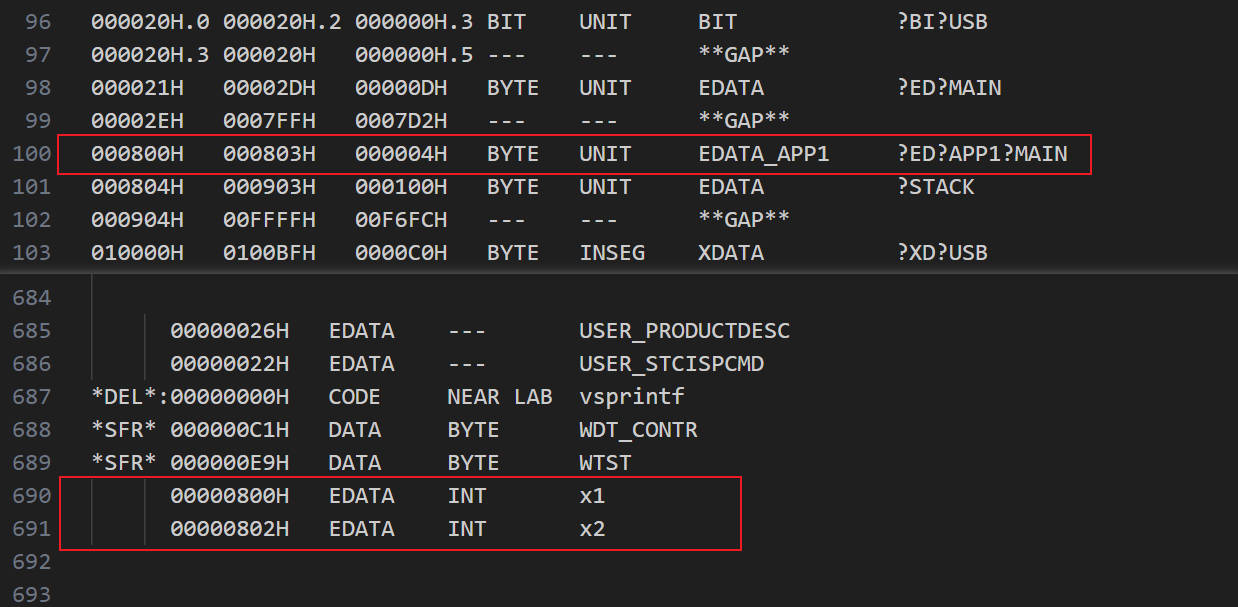 96 000020H.0 000020H.2 000000H.3 BIT UNIT BIT ?BI?USB
97 000020H.3 000020H 000000H.5 --- --- **GAP**
98 000021H 00002DH 00000DH BYTE UNIT EDATA ?ED?MAIN
99 00002EH 0007FFH 0007D2H --- --- **GAP**
100 000800H 000803H 000004H BYTE UNIT EDATA_APP1 ?ED?APP1?MAIN
101 000804H 000903H 000100H BYTE UNIT EDATA ?STACK
102 000904H 00FFFFH 00F6FCH --- --- **GAP**
103 010000H 0100BFH 0000C0H BYTE INSEG XDATA ?XD?USB
684
685 00000026H EDATA --- USER_PRODUCTDESC
686 00000022H EDATA --- USER_STCISPCMD
687 *DEL*:00000000H CODE NEAR LAB vsprintf
688 *SFR* 000000C1H DATA BYTE WDT_CONTR
689 *SFR* 000000E9H DATA BYTE WTST
690 00000800H EDATA INT x1
691 00000802H EDATA INT x2
692
693